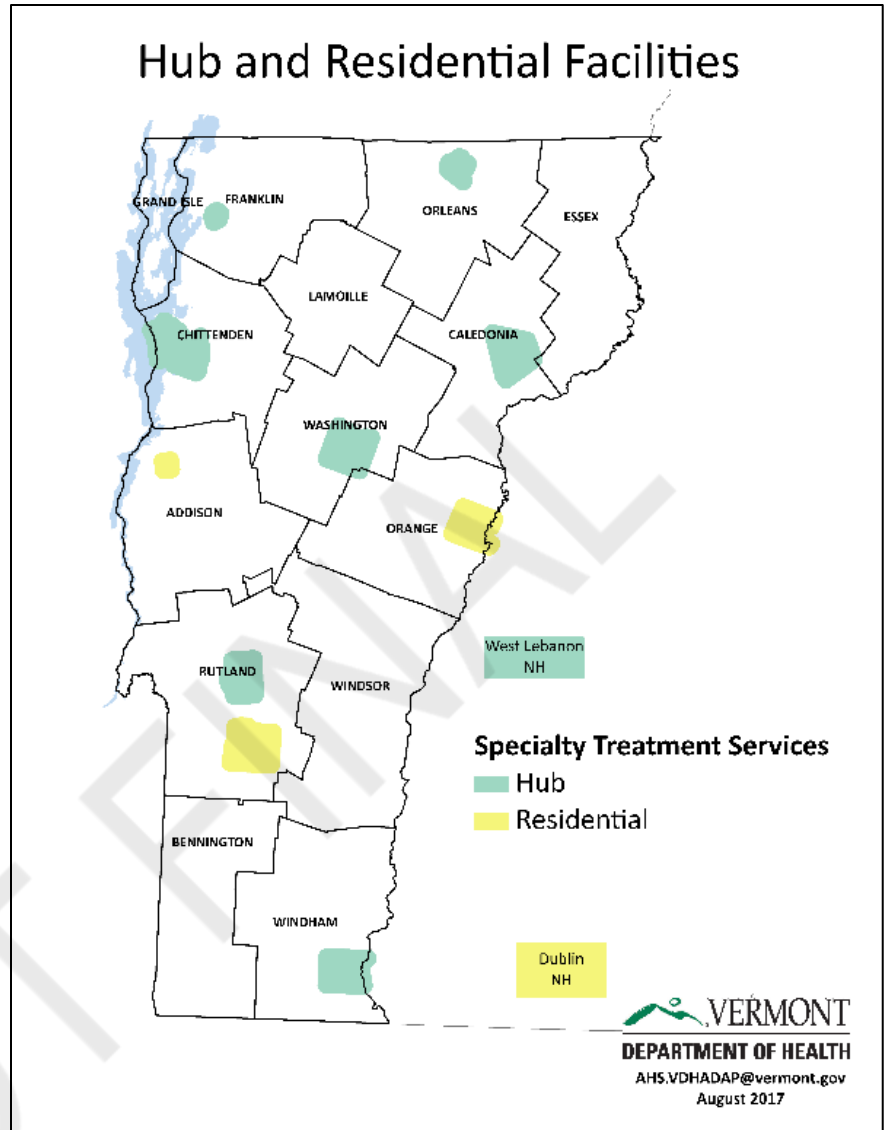 Hub and Residential Facilities
GRAND ISLE
FRANKLIN
ORLEANS
ESSEX
LAMOILLE
CHITTENDEN
CALEDONIA
WASHINGTON
ADDISON
ORANGE
West Lebanon
NH
RUTLAND
WINDSOR
Specialty Treatment Services
Hub
Residential
BENNINGTON
WINDHAM
Dublin
NH
VERMONT
DEPARTMENT OF HEALTH
AHS.VDHADAP@vermont.gov
August 2017
T FINAL